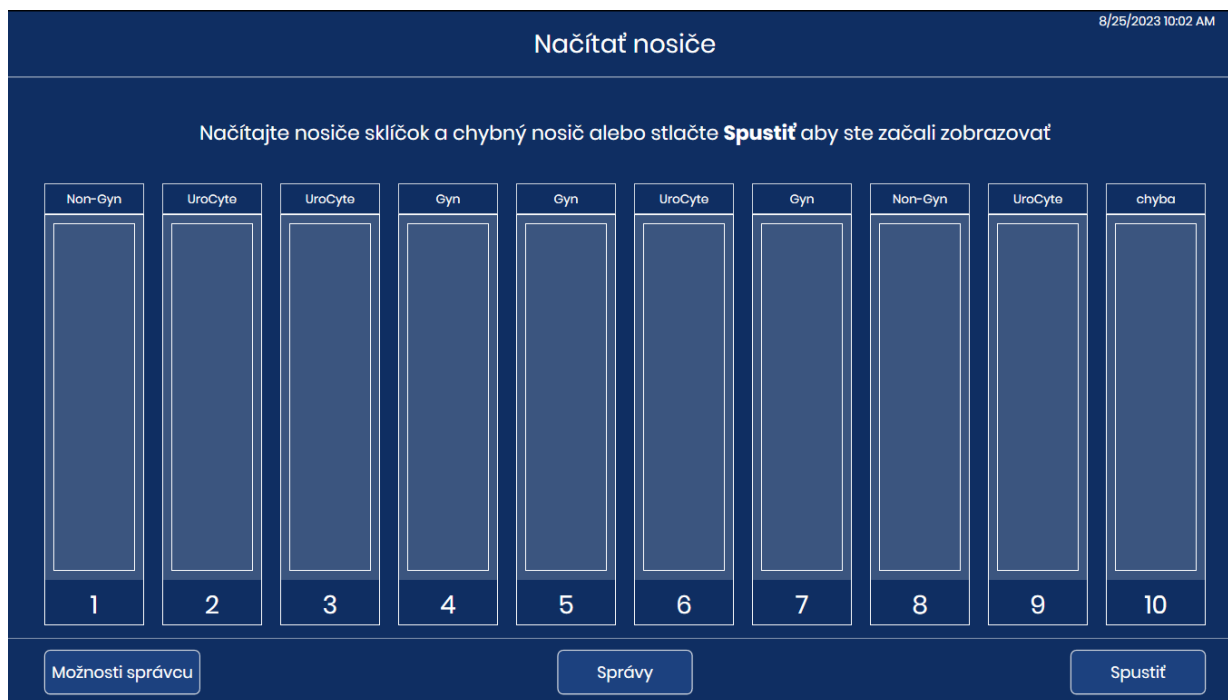 8/25/2023 10:02 AM
Načítať nosiče
Načítajte nosiče sklíčok a chybný nosič alebo stlačte Spustiť aby ste začali zobrazovať
Non-Gyn UroCyte UroCyte Gyn Gyn UroCyte Gyn Non-Gyn UroCyte chyba
1 2 3 4 5 6 7 8 9 10
Možnosti správcu Správy Spustiť